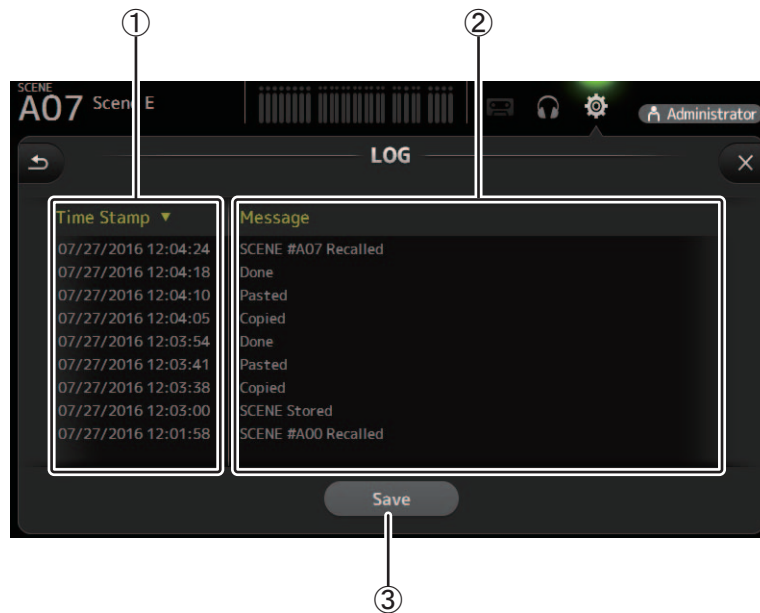 ① ②
SCENE
A07 Scene E Administrator
LOG
Time Stamp ▼ Message
07/27/2016 12:04:24 SCENE #A07 Recalled
07/27/2016 12:04:18 Done
07/27/2016 12:04:10 Pasted
07/27/2016 12:04:05 Copied
07/27/2016 12:03:54 Done
07/27/2016 12:03:41 Pasted
07/27/2016 12:03:38 Copied
07/27/2016 12:03:00 SCENE Stored
07/27/2016 12:01:58 SCENE #A00 Recalled
Save
③